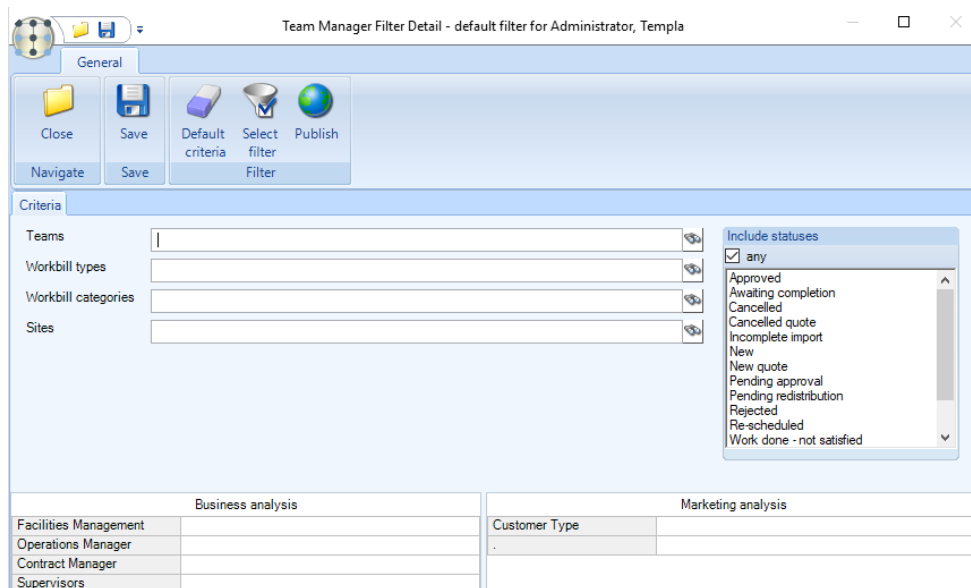 Team Manager Filter Detail - default filter for Administrator, Templa
General
Close
Save
Default criteria
Select filter
Publish
Navigate
Save
Filter
Criteria
Teams
Workbill types
Workbill categories
Sites
Include statuses
any
Approved
Awaiting completion
Cancelled
Cancelled quote
Incomplete import
New
New quote
Pending approval
Pending redistribution
Rejected
Re-scheduled
Work done - not satisfied
Business analysis
Facilities Management
Operations Manager
Contract Manager
Supervisors
Marketing analysis
Customer Type
.